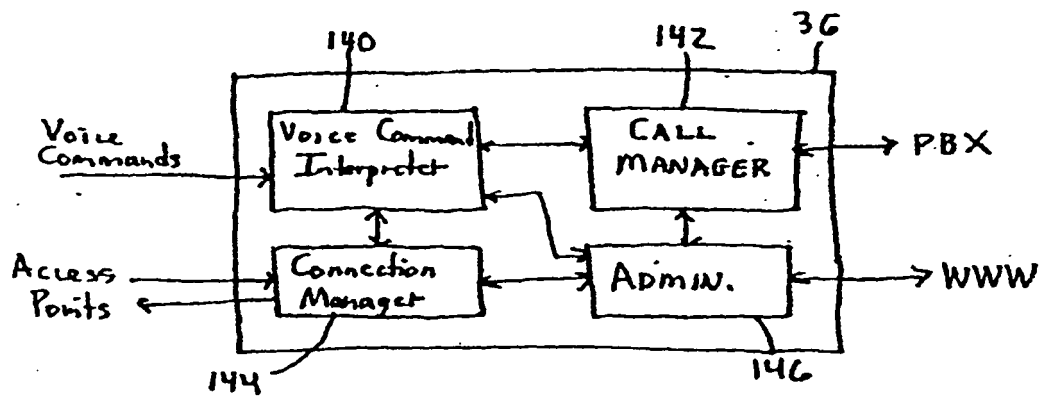 140
142
36
Voice
Commands
Voice Command
Interpreter
CALL
MANAGER
PBX
Access
Points
Connection
Manager
ADMIN.
WWW
144
146